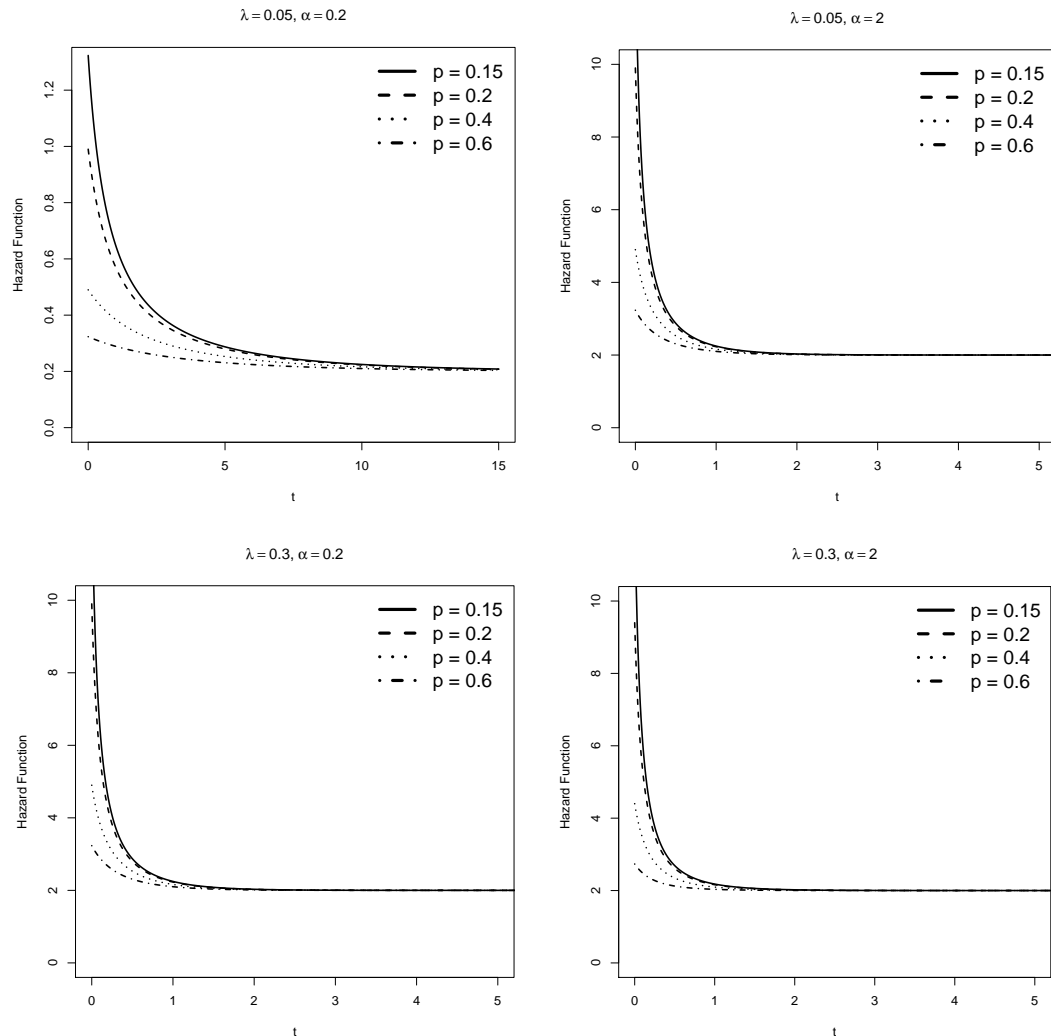 λ = 0.05, α = 0.2
p = 0.15
p = 0.2
p = 0.4
p = 0.6
Hazard Function
0.0 0.2 0.4 0.6 0.8 1.0 1.2
0 5 10 15
t
λ = 0.05, α = 2
p = 0.15
p = 0.2
p = 0.4
p = 0.6
Hazard Function
0 2 4 6 8 10
0 1 2 3 4 5
t
λ = 0.3, α = 0.2
p = 0.15
p = 0.2
p = 0.4
p = 0.6
Hazard Function
0 2 4 6 8 10
0 1 2 3 4 5
t
λ = 0.3, α = 2
p = 0.15
p = 0.2
p = 0.4
p = 0.6
Hazard Function
0 2 4 6 8 10
0 1 2 3 4 5
t